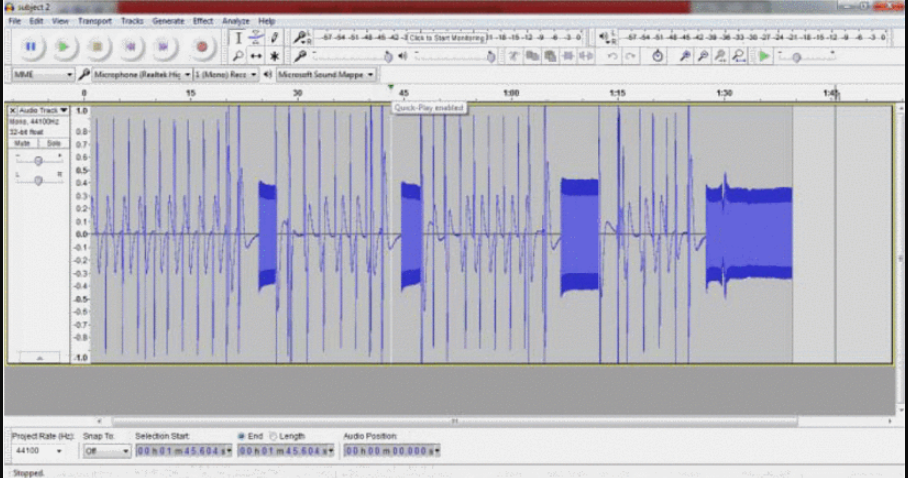 subject 2
File Edit View Transport Tracks Generate Effect Analyze Help
-57 -54 -51 -48 -45 -42 -3 Click to Start Monitoring 21 -18 -15 -12 -9 -6 -3 0
-57 -54 -51 -48 -45 -42 -39 -36 -33 -30 -27 -24 -21 -18 -15 -12 -9 -6 -3 0
MME Microphone (Realtek Hig 1 (Mono) Reco Microsoft Sound Mappe
0 15 30 45 1:00 1:15 1:30 1:45
Quick-Play enabled
X Audio Track
Mono, 44100Hz
32-bit float
Mute Solo
- +
L R
1.0
0.8
0.7
0.6
0.5
0.4
0.3
0.2
0.1
0.0
-0.1
-0.2
-0.3
-0.4
-0.5
-0.6
-0.7
-0.8
-1.0
Project Rate (Hz): Snap To: Selection Start: End Length Audio Position:
44100 Off 00 h 01 m 45.604 s 00 h 01 m 45.604 s 00 h 00 m 00.000 s
Stopped.